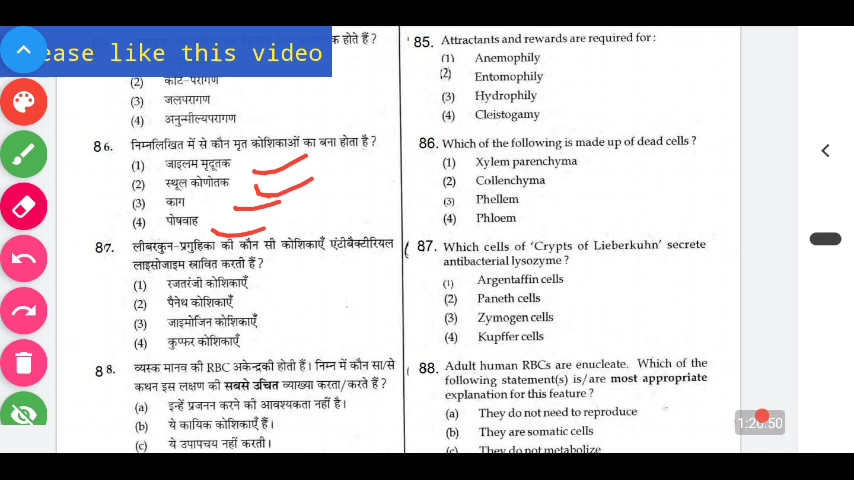 ease like this video
क होते हैं ?
(2) कीट-परागण
(3) जलपरागण
(4) अनुन्मील्यपरागण
86. निम्नलिखित में से कौन मृत कोशिकाओं का बना होता है ?
(1) जाइलम मृदूतक
(2) स्थूल कोणोतक
(3) काग
(4) पोषवाह
87. लीबरकुन-प्रगुहिका की कौन सी कोशिकाएँ एंटीबैक्टीरियल
लाइसोजाइम स्रावित करती हैं ?
(1) रजतरंजी कोशिकाएँ
(2) पैनेथ कोशिकाएँ
(3) जाइमोजिन कोशिकाएँ
(4) कुप्फर कोशिकाएँ
88. व्यस्क मानव की RBC अकेन्द्रकी होती हैं। निम्न में कौन सा/से
कथन इस लक्षण की सबसे उचित व्याख्या करता/करते हैं ?
(a) इन्हें प्रजनन करने की आवश्यकता नहीं है।
(b) ये कायिक कोशिकाएँ हैं।
(c) ये उपापचय नहीं करती।
85. Attractants and rewards are required for :
(1) Anemophily
(2) Entomophily
(3) Hydrophily
(4) Cleistogamy
86. Which of the following is made up of dead cells ?
(1) Xylem parenchyma
(2) Collenchyma
(3) Phellem
(4) Phloem
87. Which cells of 'Crypts of Lieberkuhn' secrete
antibacterial lysozyme ?
(1) Argentaffin cells
(2) Paneth cells
(3) Zymogen cells
(4) Kupffer cells
88. Adult human RBCs are enucleate. Which of the
following statement(s) is/are most appropriate
explanation for this feature ?
(a) They do not need to reproduce
(b) They are somatic cells
(c) They do not metabolize
1:20:50